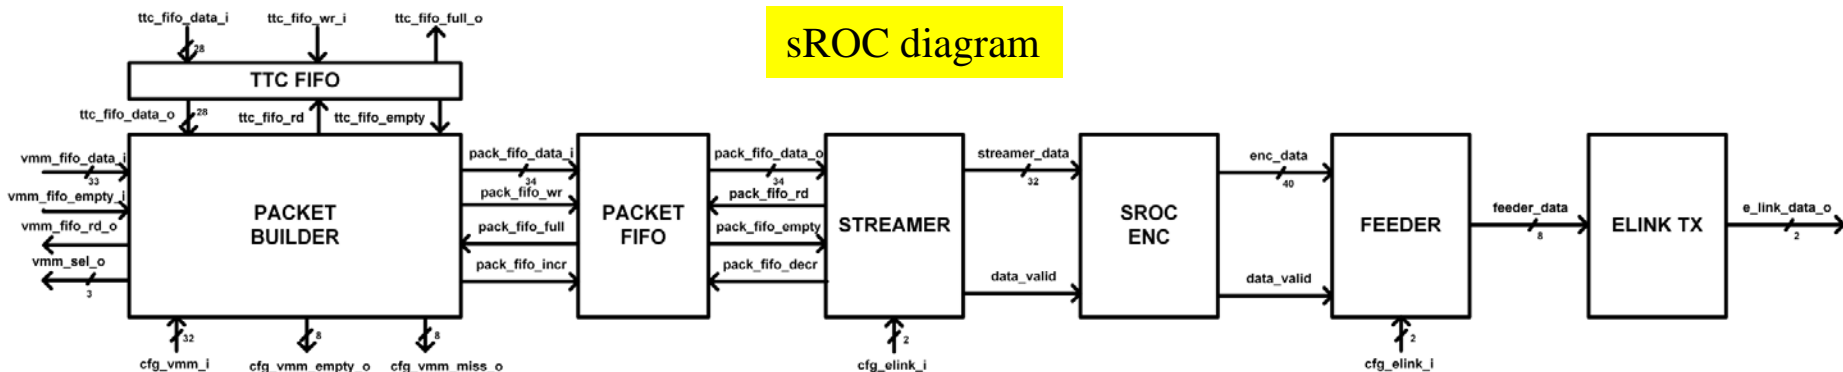 sROC diagram
ttc_fifo_data_i
ttc_fifo_wr_i
ttc_fifo_full_o
28
TTC FIFO
ttc_fifo_data_o
28
ttc_fifo_rd
ttc_fifo_empty
vmm_fifo_data_i
33
vmm_fifo_empty_i
vmm_fifo_rd_o
vmm_sel_o
3
PACKET
BUILDER
32
8
8
cfg_vmm_i
cfg_vmm_empty_o
cfg_vmm_miss_o
pack_fifo_data_i
34
pack_fifo_wr
pack_fifo_full
pack_fifo_incr
PACKET
FIFO
pack_fifo_data_o
34
pack_fifo_rd
pack_fifo_empty
pack_fifo_decr
STREAMER
2
cfg_elink_i
streamer_data
32
data_valid
SROC
ENC
enc_data
40
data_valid
FEEDER
2
cfg_elink_i
feeder_data
8
ELINK TX
e_link_data_o
2